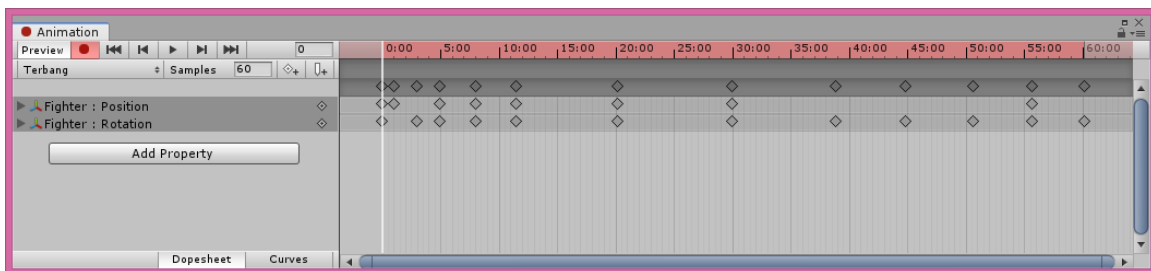 Animation
Preview 0 0:00 5:00 10:00 15:00 20:00 25:00 30:00 35:00 40:00 45:00 50:00 55:00 60:00
Terbang Samples 60
Fighter : Position
Fighter : Rotation
Add Property
Dopesheet Curves